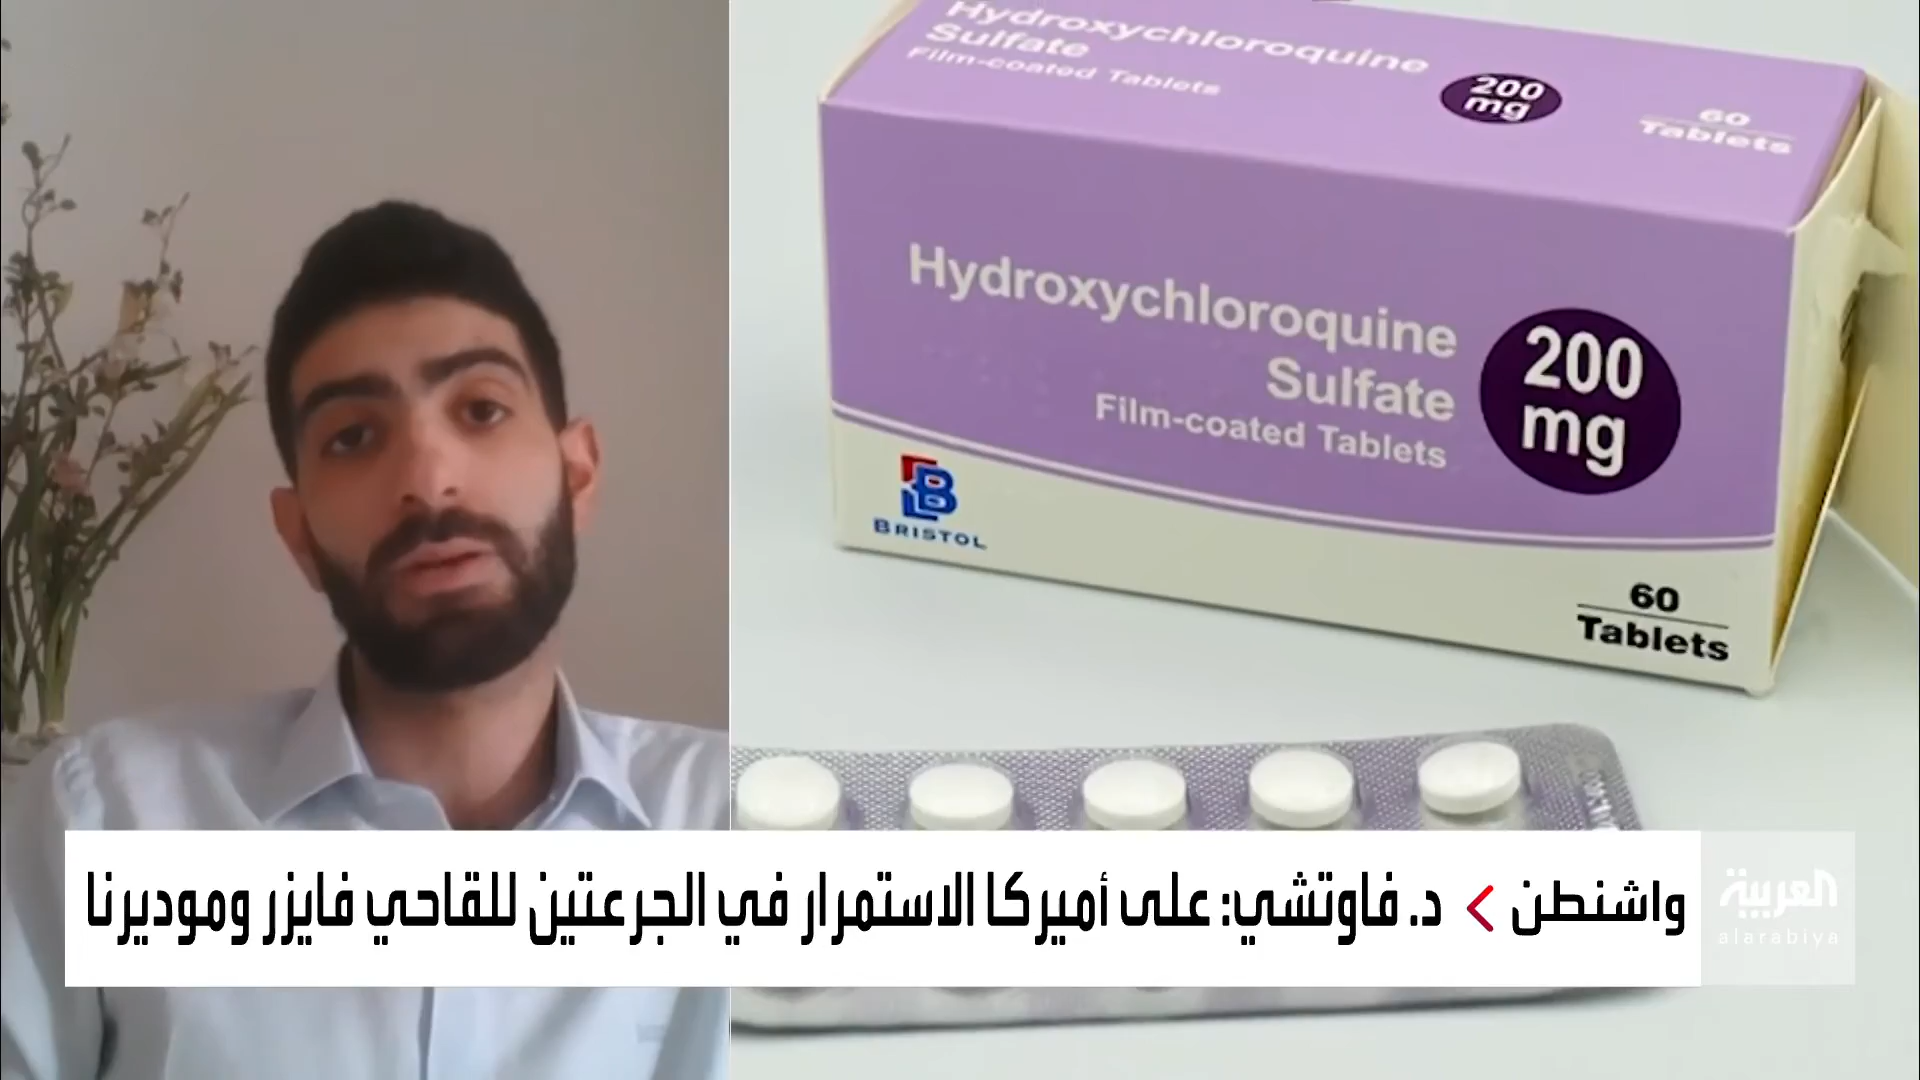 Hydroxychloroquine
Sulfate
Film-coated Tablets
200
mg
60
Tablets
Hydroxychloroquine
Sulfate
Film-coated Tablets
200
mg
BRISTOL
60
Tablets
واشنطن > د. فاوتشي: على أميركا الاستمرار في الجرعتين للقاحي فايزر وموديرنا
العربية
alarabiya